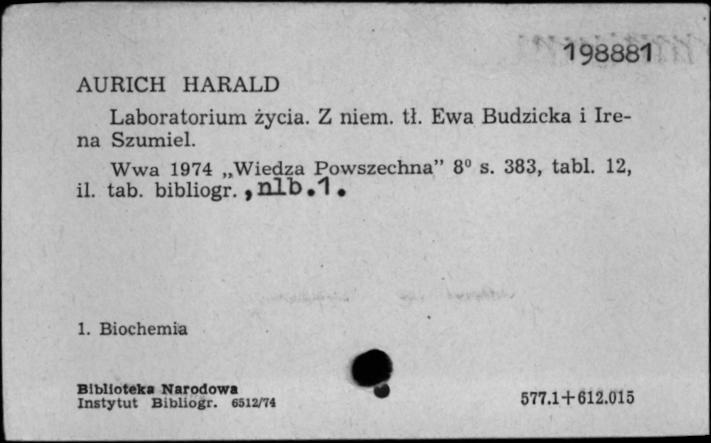 198881
AURICH HARALD
Laboratorium życia. Z niem. tł. Ewa Budzicka i Ire-
na Szumiel.
Wwa 1974 „Wiedza Powszechna” 8⁰ s. 383, tabl. 12,
il. tab. bibliogr. , nlb.1.
1. Biochemia
Biblioteka Narodowa
Instytut Bibliogr. 6512/74
577.1+612.015